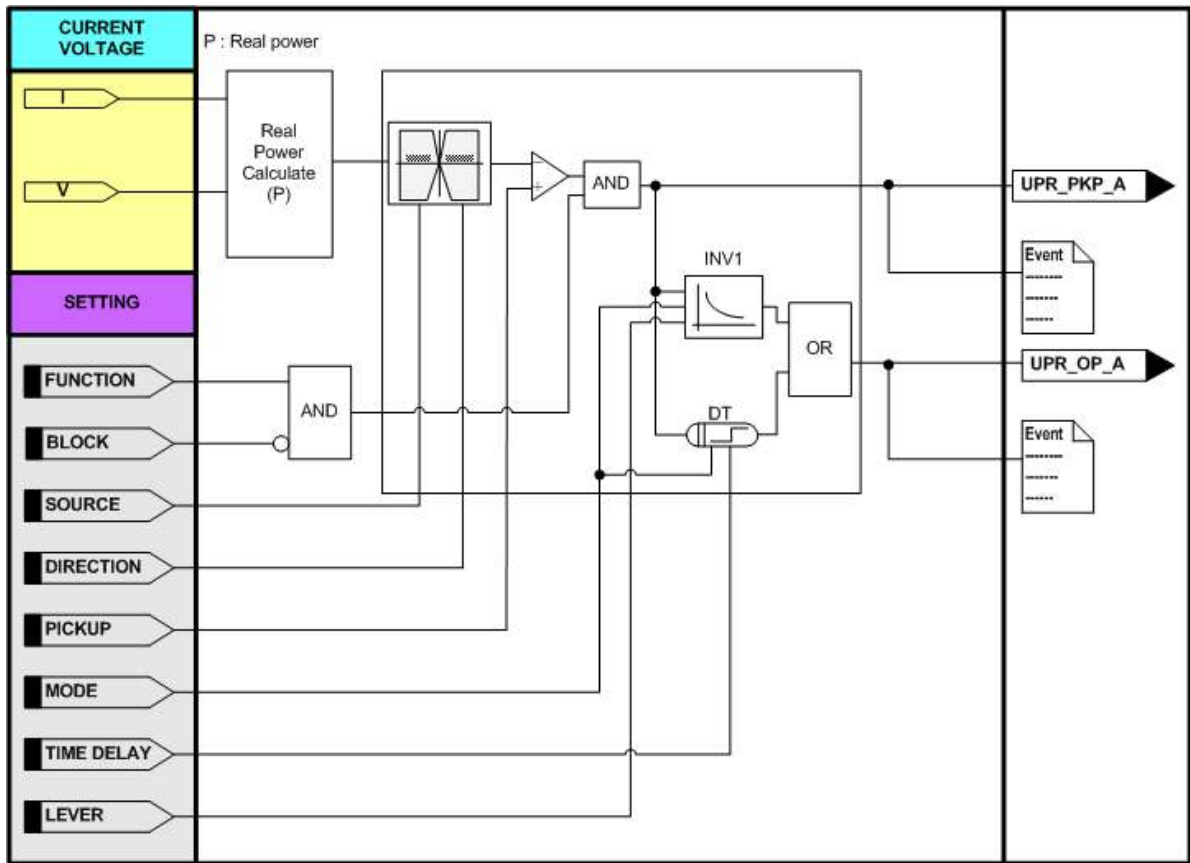 CURRENT
VOLTAGE
P : Real power
I
V
Real
Power
Calculate
(P)
AND
UPR_PKP_A
Event
INV1
SETTING
OR
UPR_OP_A
FUNCTION
AND
DT
BLOCK
Event
SOURCE
DIRECTION
PICKUP
MODE
TIME DELAY
LEVER